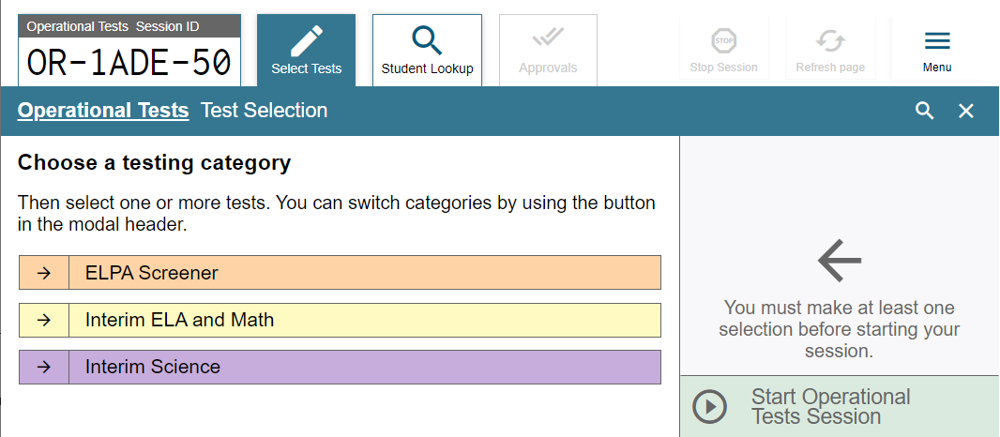 Operational Tests Session ID
OR-1ADE-50
Select Tests
Student Lookup
Approvals
STOP
Stop Session
Refresh page
Menu
Operational Tests Test Selection
Choose a testing category
Then select one or more tests. You can switch categories by using the button
in the modal header.
ELPA Screener
Interim ELA and Math
Interim Science
You must make at least one
selection before starting your
session.
Start Operational
Tests Session